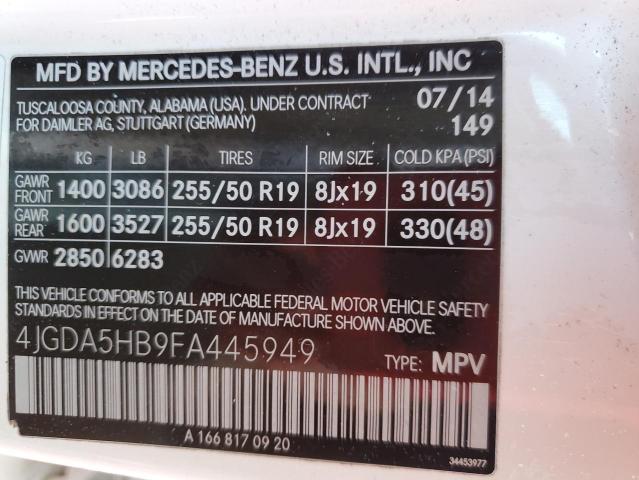 MFD BY MERCEDES-BENZ U.S. INTL., INC
TUSCALOOSA COUNTY, ALABAMA (USA). UNDER CONTRACT 07/14
FOR DAIMLER AG, STUTTGART (GERMANY) 149
KG LB TIRES RIM SIZE COLD KPA(PSI)
GAWR FRONT 1400 3086 255/50 R19 8Jx19 310(45)
GAWR REAR 1600 3527 255/50 R19 8Jx19 330(48)
GVWR 2850 6283
THIS VEHICLE CONFORMS TO ALL APPLICABLE FEDERAL MOTOR VEHICLE SAFETY
STANDARDS IN EFFECT ON THE DATE OF MANUFACTURE SHOWN ABOVE.
4JGDA5HB9FA445949 TYPE: MPV
A 166 817 09 20
34453977